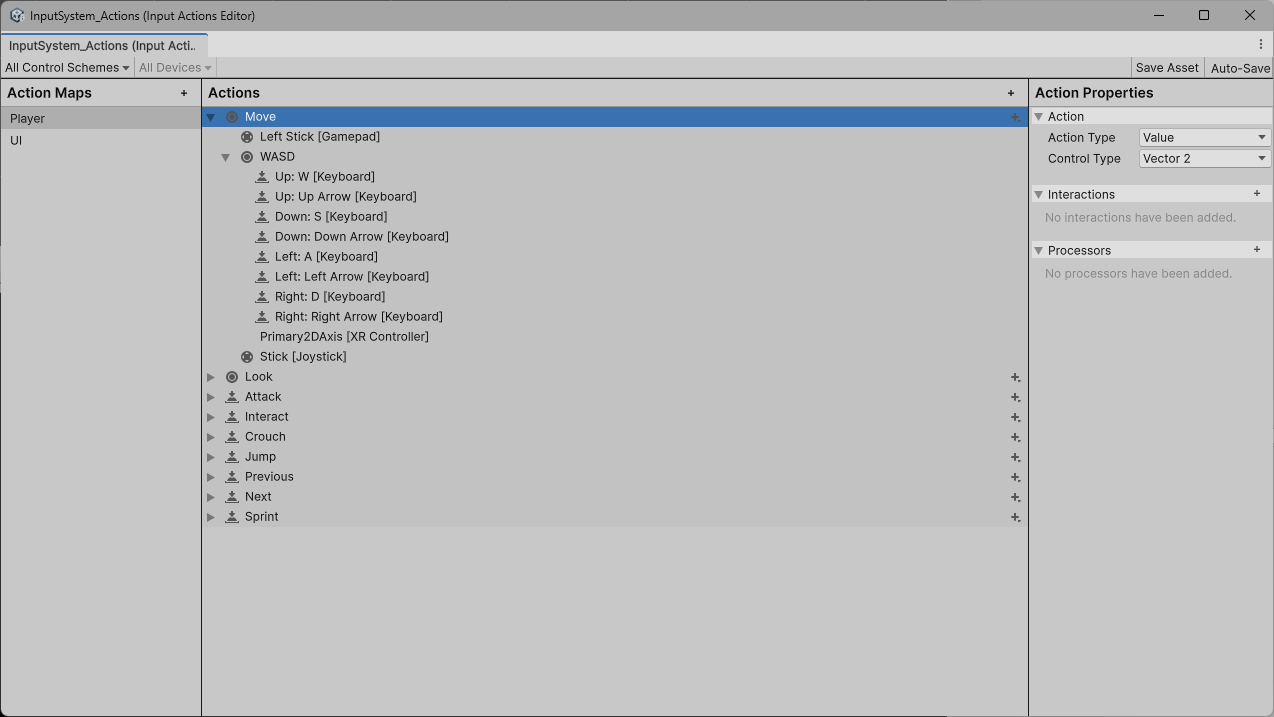 InputSystem_Actions (Input Actions Editor)
InputSystem_Actions (Input Acti..
All Control Schemes All Devices Save Asset Auto-Save
Action Maps +
Player
UI
Actions +
Move
Left Stick [Gamepad]
WASD
Up: W [Keyboard]
Up: Up Arrow [Keyboard]
Down: S [Keyboard]
Down: Down Arrow [Keyboard]
Left: A [Keyboard]
Left: Left Arrow [Keyboard]
Right: D [Keyboard]
Right: Right Arrow [Keyboard]
Primary2DAxis [XR Controller]
Stick [Joystick]
Look
Attack
Interact
Crouch
Jump
Previous
Next
Sprint
Action Properties
Action
Action Type Value
Control Type Vector 2
Interactions +
No interactions have been added.
Processors +
No processors have been added.